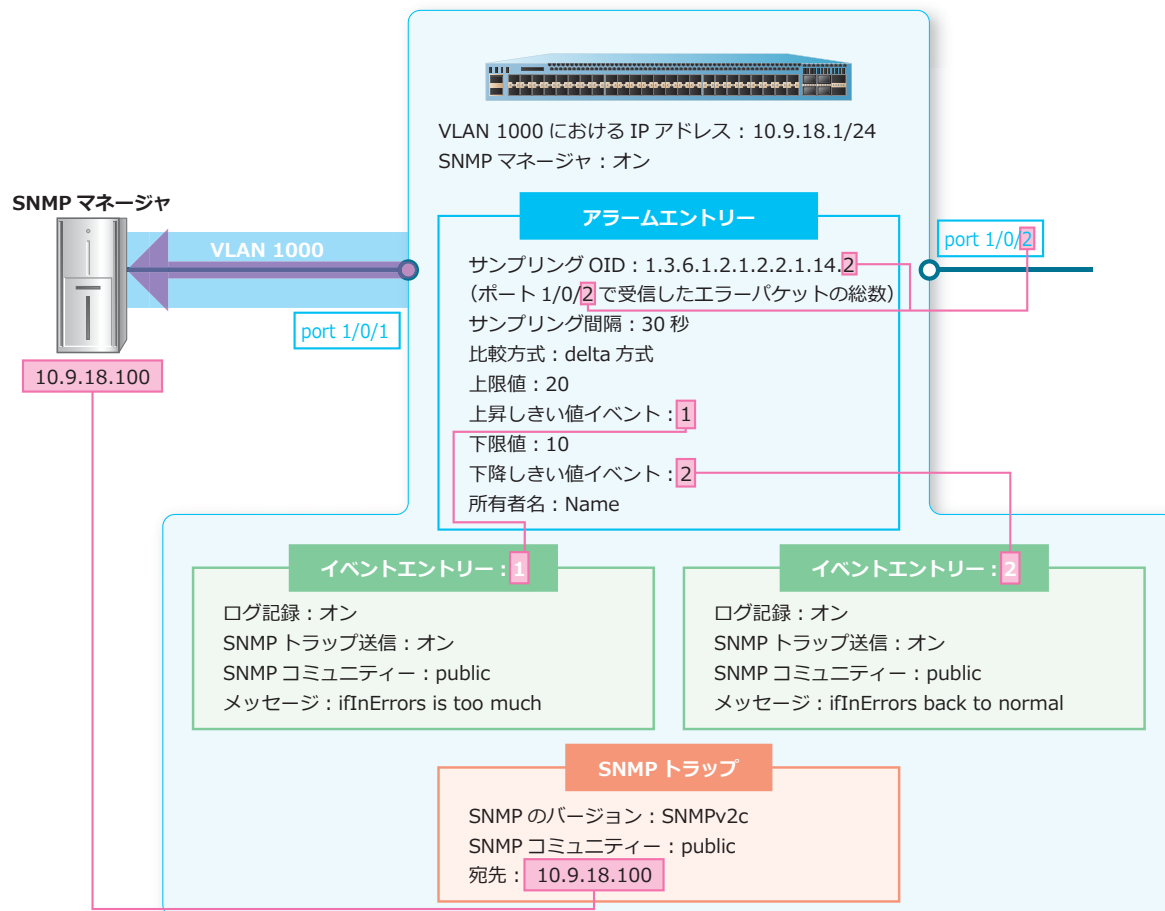 VLAN 1000 における IP アドレス : 10.9.18.1/24
SNMP マネージャ : オン
SNMP マネージャ
VLAN 1000
port 1/0/1
10.9.18.100
アラームエントリー
サンプリング OID : 1.3.6.1.2.1.2.2.1.14.2
（ポート 1/0/2 で受信したエラーパケットの総数）
サンプリング間隔 : 30 秒
比較方式 : delta 方式
上限値 : 20
上昇しきい値イベント : 1
下限値 : 10
下降しきい値イベント : 2
所有者名 : Name
port 1/0/2
イベントエントリー : 1
ログ記録 : オン
SNMP トラップ送信 : オン
SNMP コミュニティー : public
メッセージ : ifInErrors is too much
イベントエントリー : 2
ログ記録 : オン
SNMP トラップ送信 : オン
SNMP コミュニティー : public
メッセージ : ifInErrors back to normal
SNMP トラップ
SNMP のバージョン : SNMPv2c
SNMP コミュニティー : public
宛先 : 10.9.18.100